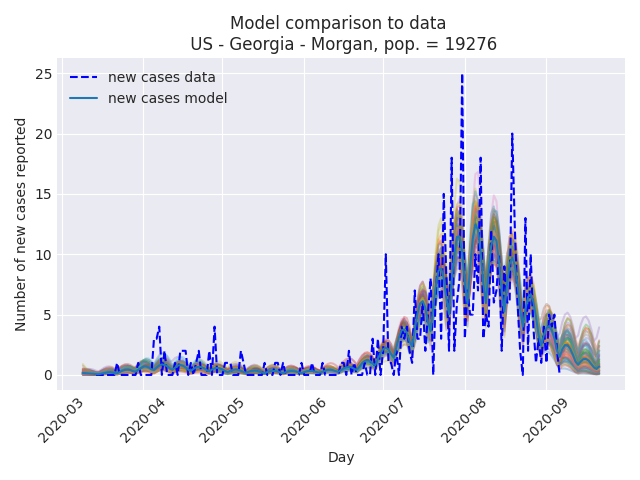 Model comparison to data
US - Georgia - Morgan, pop. = 19276
new cases data
new cases model
Number of new cases reported
25
20
15
10
5
0
2020-03
2020-04
2020-05
2020-06
2020-07
2020-08
2020-09
Day